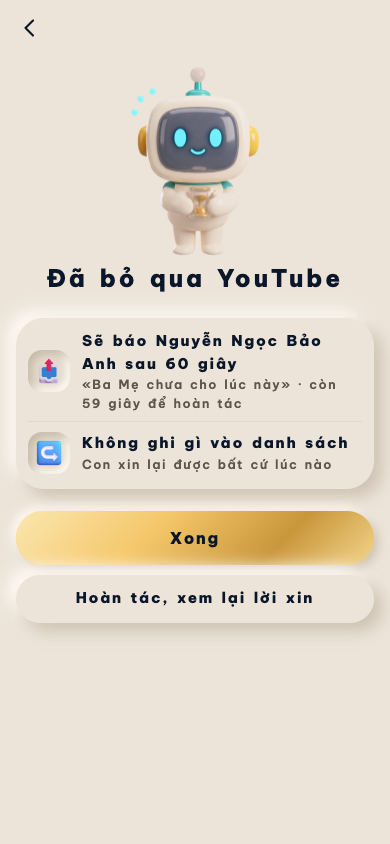 Đã bỏ qua YouTube
Sẽ báo Nguyễn Ngọc Bảo
Anh sau 60 giây
«Ba Mẹ chưa cho lúc này» · còn
59 giây để hoàn tác
Không ghi gì vào danh sách
Con xin lại được bất cứ lúc nào
Xong
Hoàn tác, xem lại lời xin